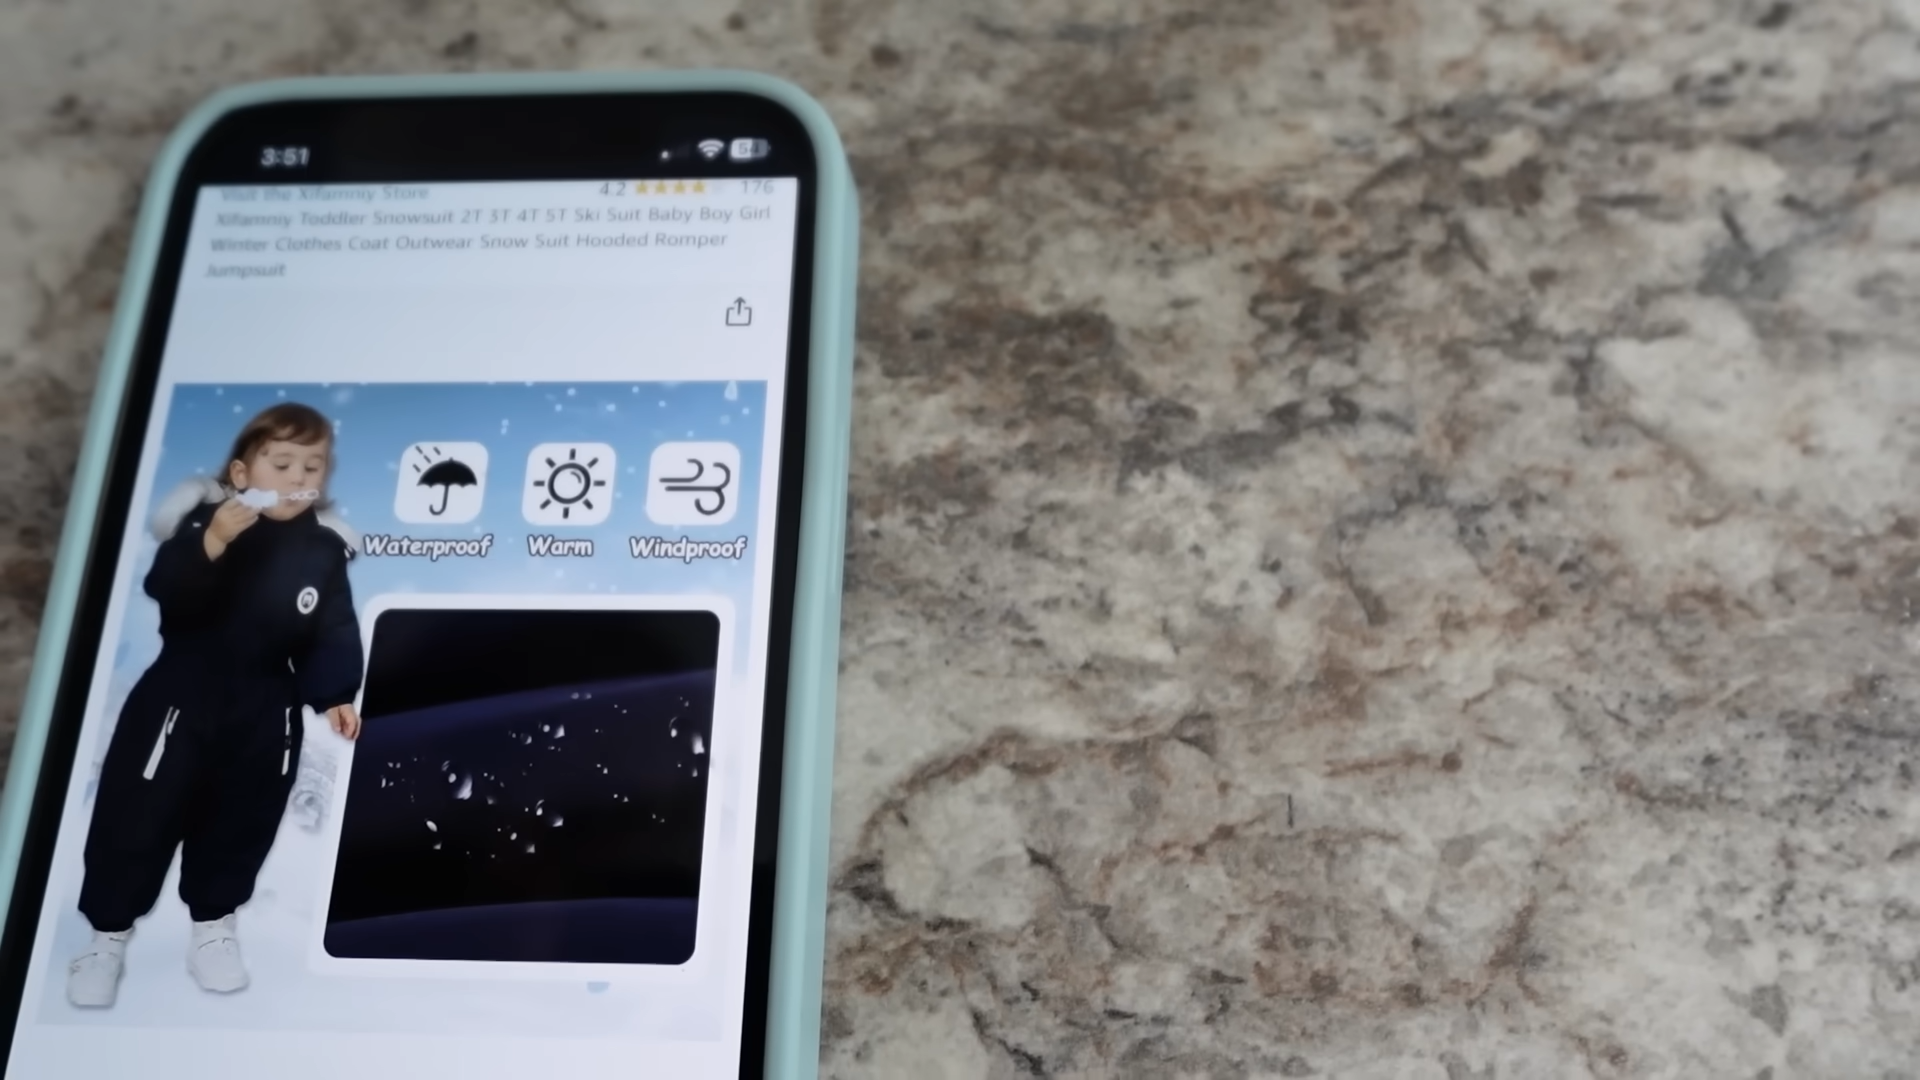 3:51
54
Visit the Xifamniy Store 4.2 176
Xifamniy Toddler Snowsuit 2T 3T 4T 5T Ski Suit Baby Boy Girl
Winter Clothes Coat Outwear Snow Suit Hooded Romper
Jumpsuit
Waterproof Warm Windproof